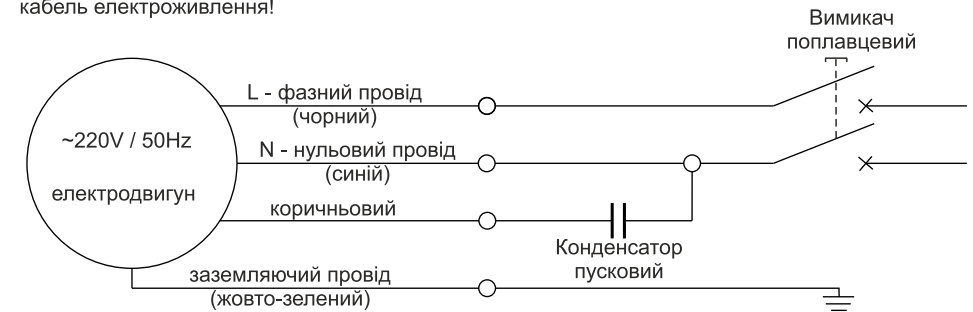 кабель електроживлення!
Вимикач
поплавцевий
L - фазний провід
(чорний)
~220V / 50Hz
електродвигун
N - нульовий провід
(синій)
коричньовий
Конденсатор
пусковий
заземляючий провід
(жовто-зелений)